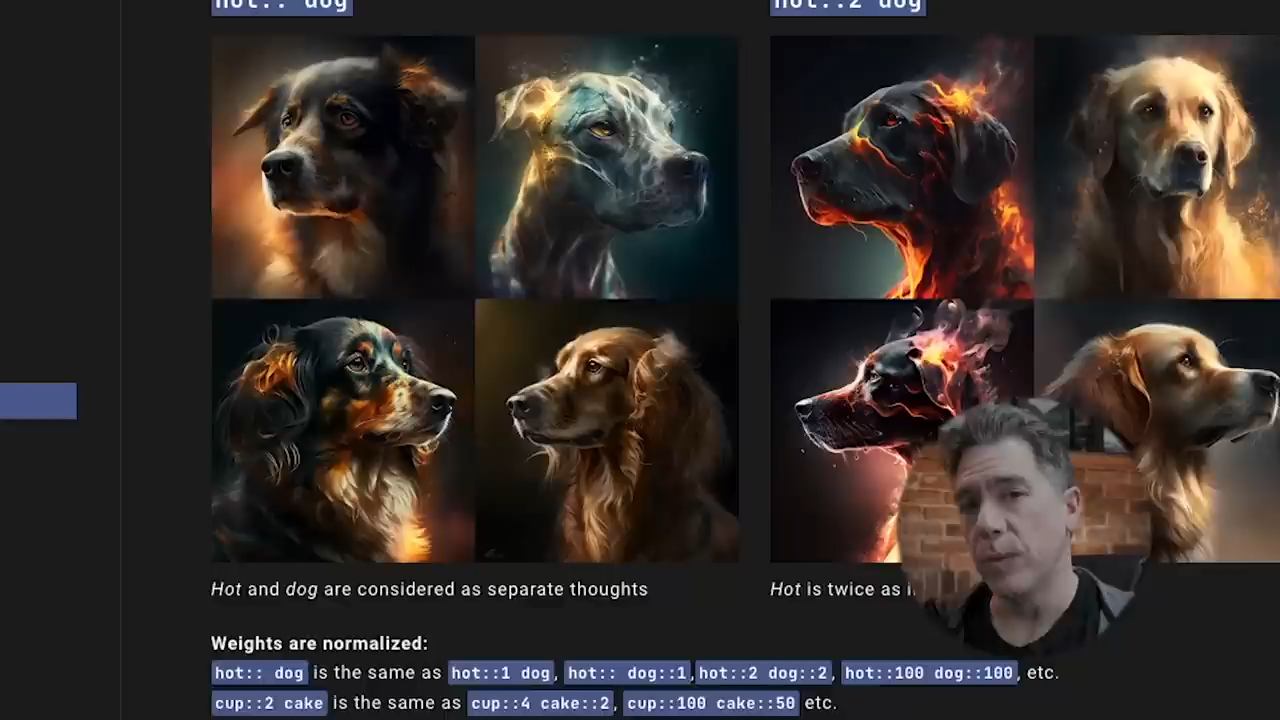 hot:: dog
hot::2 dog
Hot and dog are considered as separate thoughts
Hot is twice as
Weights are normalized:
hot:: dog is the same as hot::1 dog, hot:: dog::1, hot::2 dog::2, hot::100 dog::100, etc.
cup::2 cake is the same as cup::4 cake::2, cup::100 cake::50 etc.